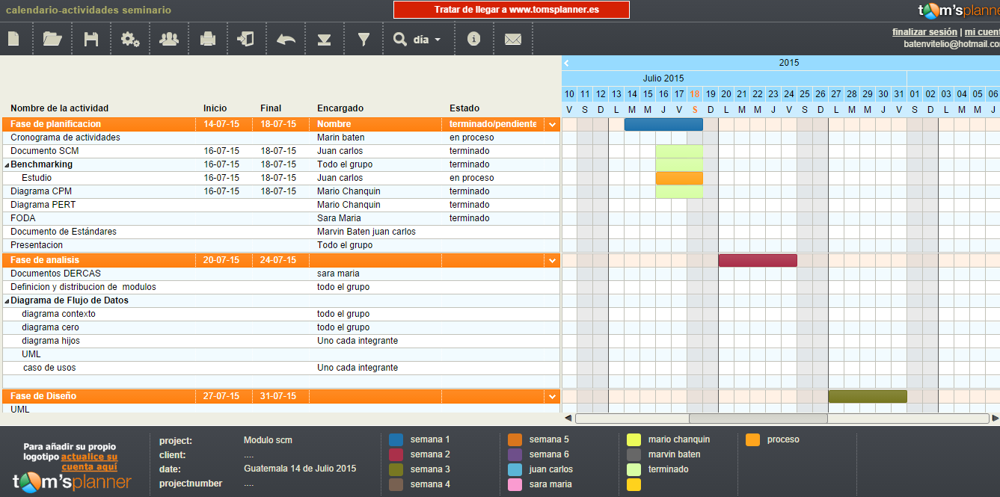 calendario-actividades seminario
Tratar de llegar a www.tomsplanner.es
tom'splanner
finalizar sesión | mi cuent
batenvitelio@hotmail.co
día
2015
Julio 2015
10 11 12 13 14 15 16 17 18 19 20 21 22 23 24 25 26 27 28 29 30 31 01 02 03 04 05 06
Nombre de la actividad Inicio Final Encargado Estado
V S D L M M J V S D L M M J V S D L M M J V S D L M M J
Fase de planificacion 14-07-15 18-07-15 Nombre terminado/pendiente
Cronograma de actividades Marin baten en proceso
Documento SCM 16-07-15 18-07-15 Juan carlos terminado
Benchmarking 16-07-15 18-07-15 Todo el grupo terminado
Estudio 16-07-15 18-07-15 Juan carlos en proceso
Diagrama CPM 16-07-15 18-07-15 Mario Chanquin terminado
Diagrama PERT Mario Chanquin terminado
FODA Sara Maria terminado
Documento de Estándares Marvin Baten juan carlos
Presentacion Todo el grupo
Fase de analisis 20-07-15 24-07-15
Documentos DERCAS sara maria
Definicion y distribucion de modulos todo el grupo
Diagrama de Flujo de Datos
diagrama contexto todo el grupo
diagrama cero todo el grupo
diagrama hijos Uno cada integrante
UML
caso de usos Uno cada integrante
Fase de Diseño 27-07-15 31-07-15
UML
Para añadir su propio
logotipo actualice su
cuenta aquí
tom'splanner
project: Modulo scm
client: ....
date: Guatemala 14 de Julio 2015
projectnumber ....
semana 1
semana 2
semana 3
semana 4
semana 5
semana 6
juan carlos
sara maria
mario chanquin
marvin baten
terminado
proceso